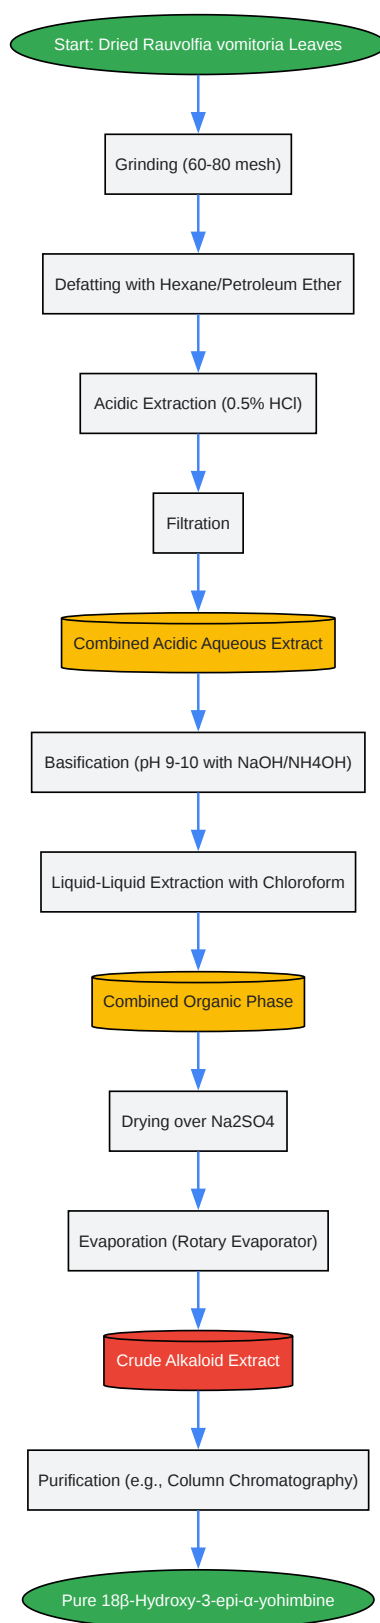 Start: Dried Rauvolfia vomitoria Leaves
Grinding (60-80 mesh)
Defatting with Hexane/Petroleum Ether
Acidic Extraction (0.5% HCl)
Filtration
Combined Acidic Aqueous Extract
Basification (pH 9-10 with NaOH/NH4OH)
Liquid-Liquid Extraction with Chloroform
Combined Organic Phase
Drying over Na2SO4
Evaporation (Rotary Evaporator)
Crude Alkaloid Extract
Purification (e.g., Column Chromatography)
Pure 18β-Hydroxy-3-epi-α-yohimbine